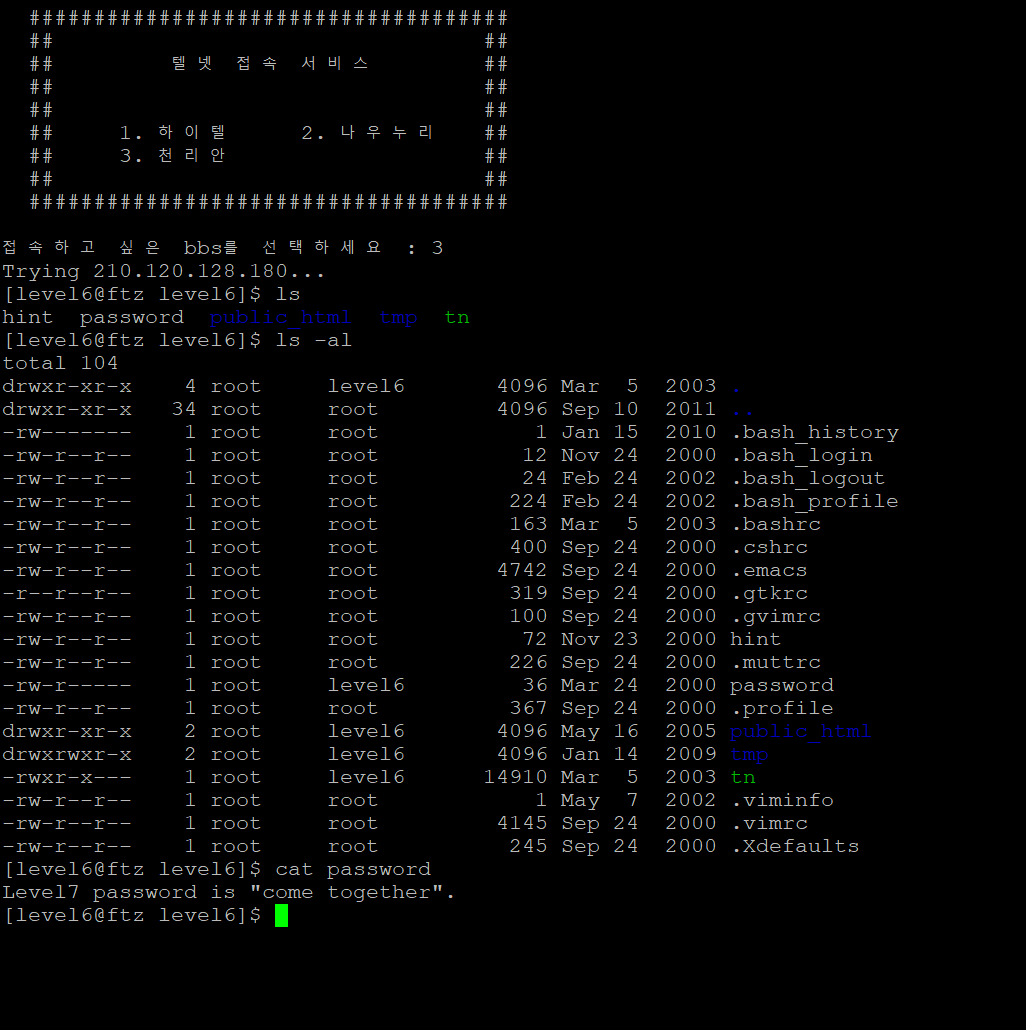 #####################################
##                                 ##
##         텔넷 접속 서비스         ##
##                                 ##
##                                 ##
##     1. 하이텔      2. 나우누리    ##
##     3. 천리안                    ##
##                                 ##
#####################################
접속하고 싶은 bbs를 선택하세요 : 3
Trying 210.120.128.180...
[level6@ftz level6]$ ls
hint  password  public_html  tmp  tn
[level6@ftz level6]$ ls -al
total 104
drwxr-xr-x    4 root     level6       4096 Mar  5  2003 .
drwxr-xr-x   34 root     root         4096 Sep 10  2011 ..
-rw-------    1 root     root            1 Jan 15  2010 .bash_history
-rw-r--r--    1 root     root           12 Nov 24  2000 .bash_login
-rw-r--r--    1 root     root           24 Feb 24  2002 .bash_logout
-rw-r--r--    1 root     root          224 Feb 24  2002 .bash_profile
-rw-r--r--    1 root     root          163 Mar  5  2003 .bashrc
-rw-r--r--    1 root     root          400 Sep 24  2000 .cshrc
-rw-r--r--    1 root     root         4742 Sep 24  2000 .emacs
-r--r--r--    1 root     root          319 Sep 24  2000 .gtkrc
-rw-r--r--    1 root     root          100 Sep 24  2000 .gvimrc
-rw-r--r--    1 root     root           72 Nov 23  2000 hint
-rw-r--r--    1 root     root          226 Sep 24  2000 .muttrc
-rw-r-----    1 root     level6         36 Mar 24  2000 password
-rw-r--r--    1 root     root          367 Sep 24  2000 .profile
drwxr-xr-x    2 root     level6       4096 May 16  2005 public_html
drwxrwxr-x    2 root     level6       4096 Jan 14  2009 tmp
-rwxr-x---    1 root     level6      14910 Mar  5  2003 tn
-rw-r--r--    1 root     root            1 May  7  2002 .viminfo
-rw-r--r--    1 root     root         4145 Sep 24  2000 .vimrc
-rw-r--r--    1 root     root          245 Sep 24  2000 .Xdefaults
[level6@ftz level6]$ cat password
Level7 password is "come together".
[level6@ftz level6]$